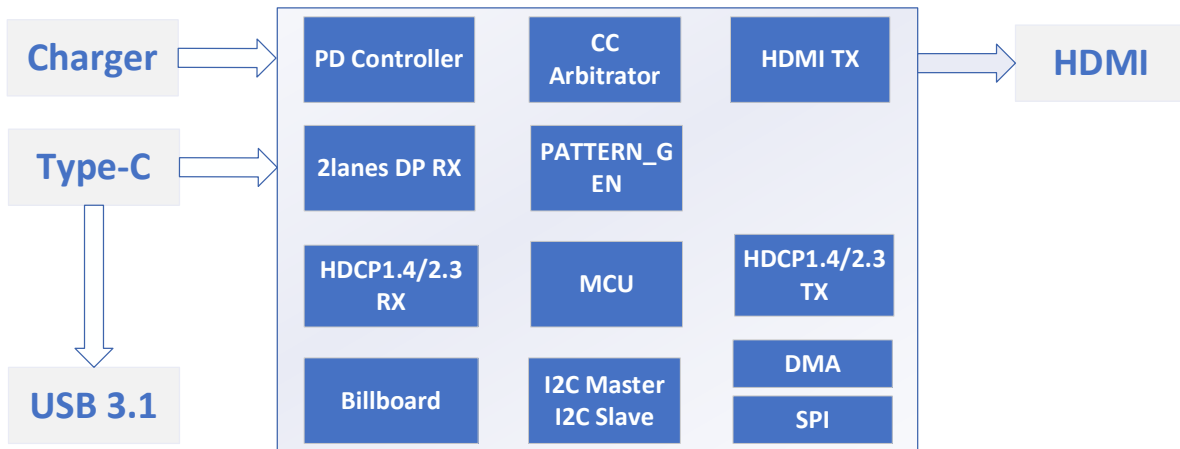 Charger
PD Controller
CC
Arbitrator
HDMI TX
HDMI
Type-C
2lanes DP RX
PATTERN_G
EN
HDCP1.4/2.3
RX
MCU
HDCP1.4/2.3
TX
USB 3.1
Billboard
I2C Master
I2C Slave
DMA
SPI